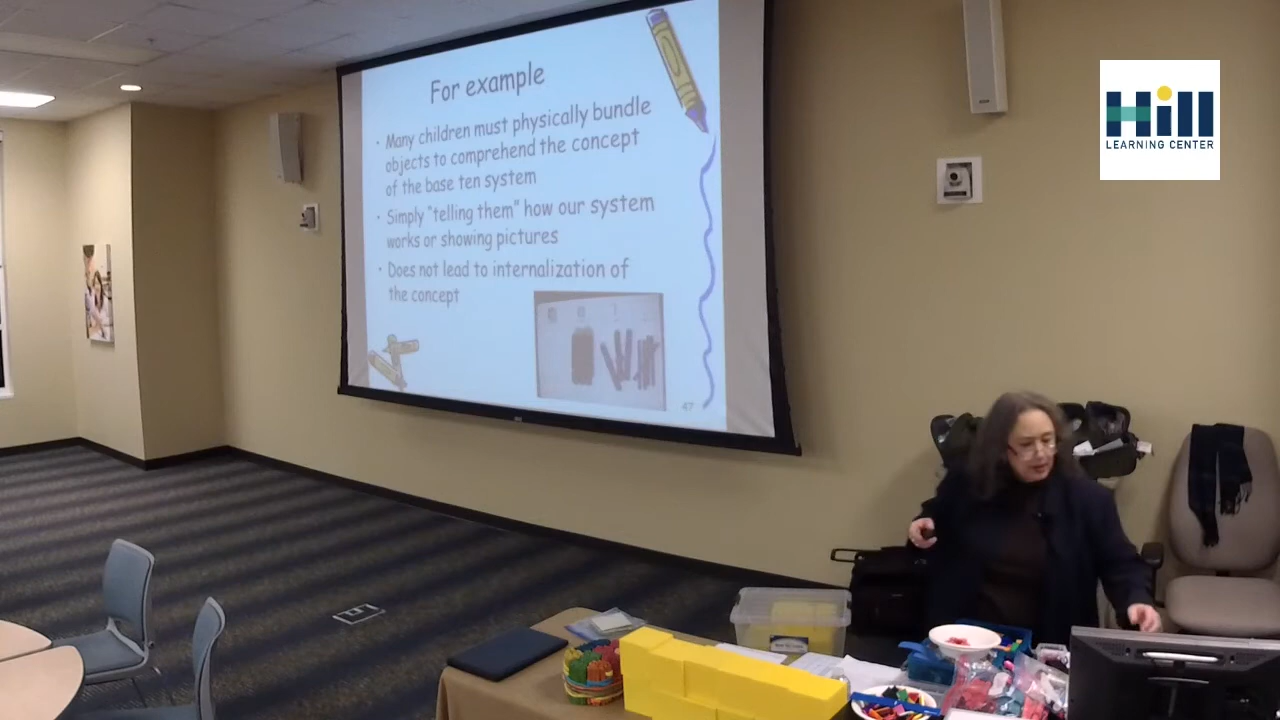 For example
• Many children must physically bundle
objects to comprehend the concept
of the base ten system
• Simply "telling them" how our system
works or showing pictures
• Does not lead to internalization of
the concept
47
Hill
LEARNING CENTER